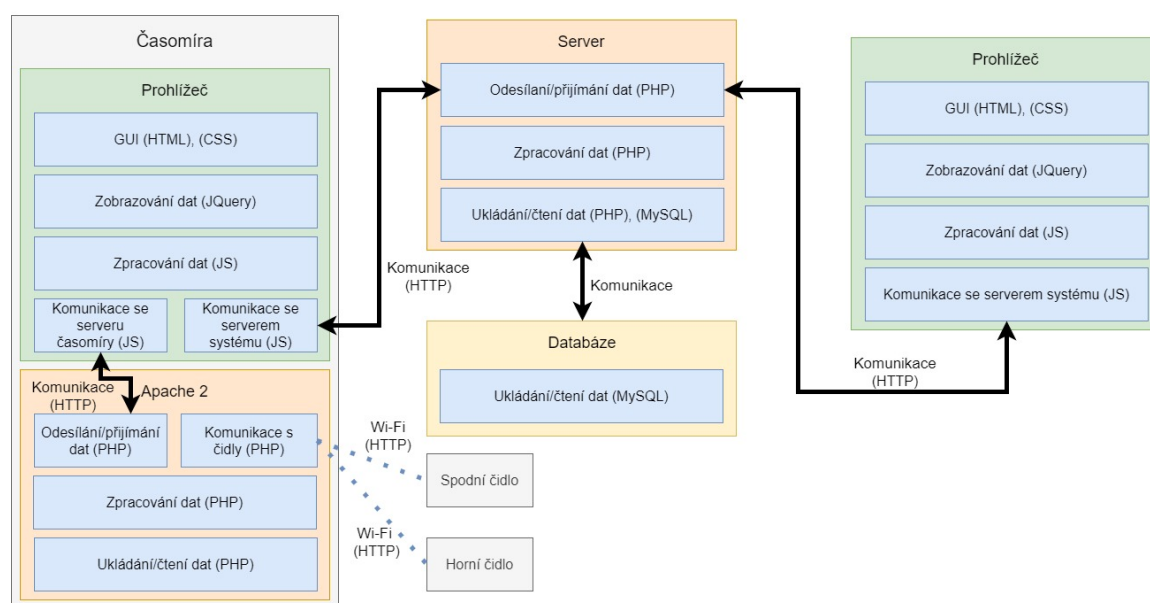 Časomíra
Prohlížeč
GUI (HTML), (CSS)
Zobrazování dat (JQuery)
Zpracování dat (JS)
Komunikace se
serveru
časomíry (JS)
Komunikace se
serverem
systému (JS)
Komunikace
(HTTP)
Apache 2
Odesílání/přijímání
dat (PHP)
Komunikace s
čidly (PHP)
Zpracování dat (PHP)
Ukládání/čtení dat (PHP)
Komunikace
(HTTP)
Server
Odesílaní/přijímání dat (PHP)
Zpracování dat (PHP)
Ukládání/čtení dat (PHP), (MySQL)
Komunikace
Databáze
Ukládání/čtení dat (MySQL)
Wi-Fi
(HTTP)
Spodní čidlo
Wi-Fi
(HTTP)
Horní čidlo
Prohlížeč
GUI (HTML), (CSS)
Zobrazování dat (JQuery)
Zpracování dat (JS)
Komunikace se serverem systému (JS)
Komunikace
(HTTP)